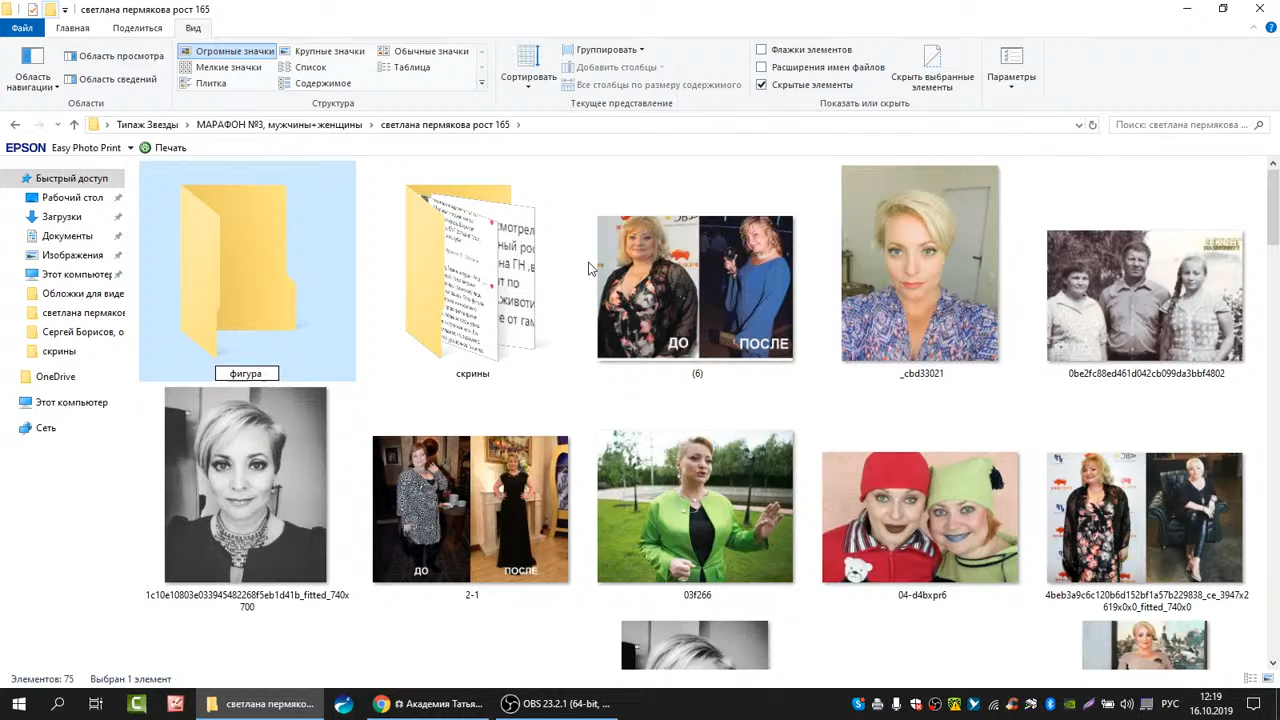 светлана пермякова рост 165
Файл
Главная
Поделиться
Вид
Область навигации
Область просмотра
Область сведений
Области
Огромные значки
Крупные значки
Обычные значки
Мелкие значки
Список
Таблица
Плитка
Содержимое
Структура
Сортировать
Группировать
Добавить столбцы
Все столбцы по размеру содержимого
Текущее представление
Флажки элементов
Расширения имен файлов
Скрытые элементы
Скрыть выбранные элементы
Показать или скрыть
Параметры
Типаж Звезды
МАРАФОН №3, мужчины+женщины
светлана пермякова рост 165
Поиск: светлана пермякова ...
EPSON Easy Photo Print
Печать
Быстрый доступ
Рабочий стол
Загрузки
Документы
Изображения
Этот компьютер
Обложки для виде
светлана пермяков
Сергей Борисов, о
скрины
OneDrive
Этот компьютер
Сеть
фигура
скрины
ДО
ПОСЛЕ
(6)
_cbd33021
0be2fc88ed461d042cb099da3bbf4802
1c10e10803e033945482268f5eb1d41b_fitted_740x
700
ДО
ПОСЛЕ
2-1
03f266
04-d4bxpr6
4beb3a9c6c120b6d152bf1a57b229838_ce_3947x2
619x0x0_fitted_740x0
Элементов: 75
Выбран 1 элемент
светлана пермяко...
Академия Татья...
OBS 23.2.1 (64-bit, ...
РУС
12:19
16.10.2019